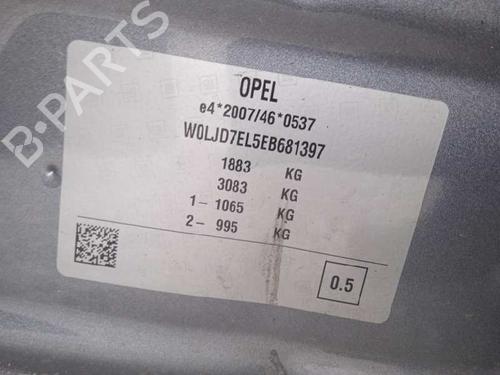 OPEL
e4*2007/46*0537
W0LJD7EL5EB681397
1883 KG
3083 KG
1- 1065 KG
2- 995 KG
0.5
B-PARTS